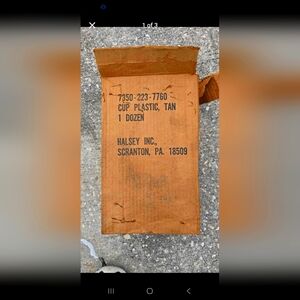 1 of 3
7350-223-7760
CUP PLASTIC, TAN
1 DOZEN
HALSEY INC.,
SCRANTON, PA. 18509